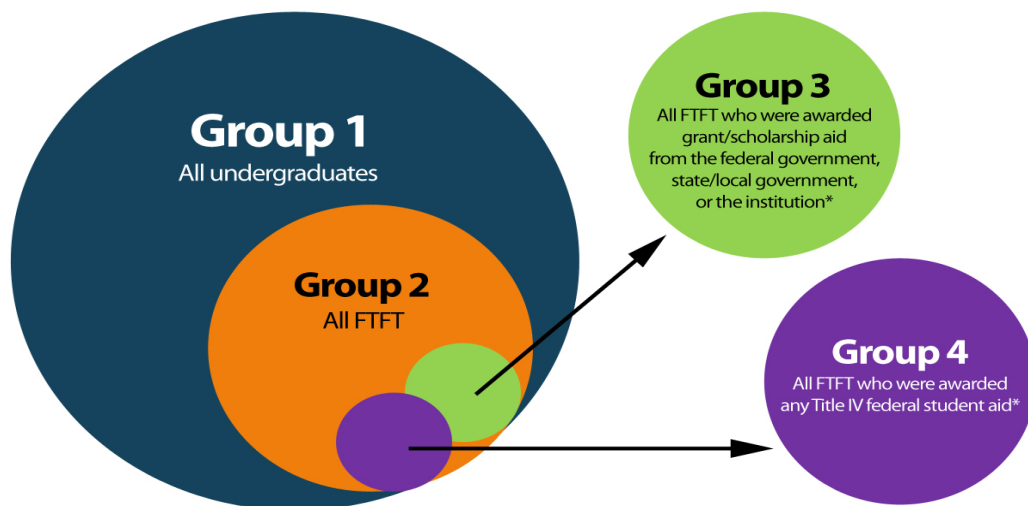 Group 1
All undergraduates
Group 2
All FTFT
Group 3
All FTFT who were awarded
grant/scholarship aid
from the federal government,
state/local government,
or the institution*
Group 4
All FTFT who were awarded
any Title IV federal student aid*